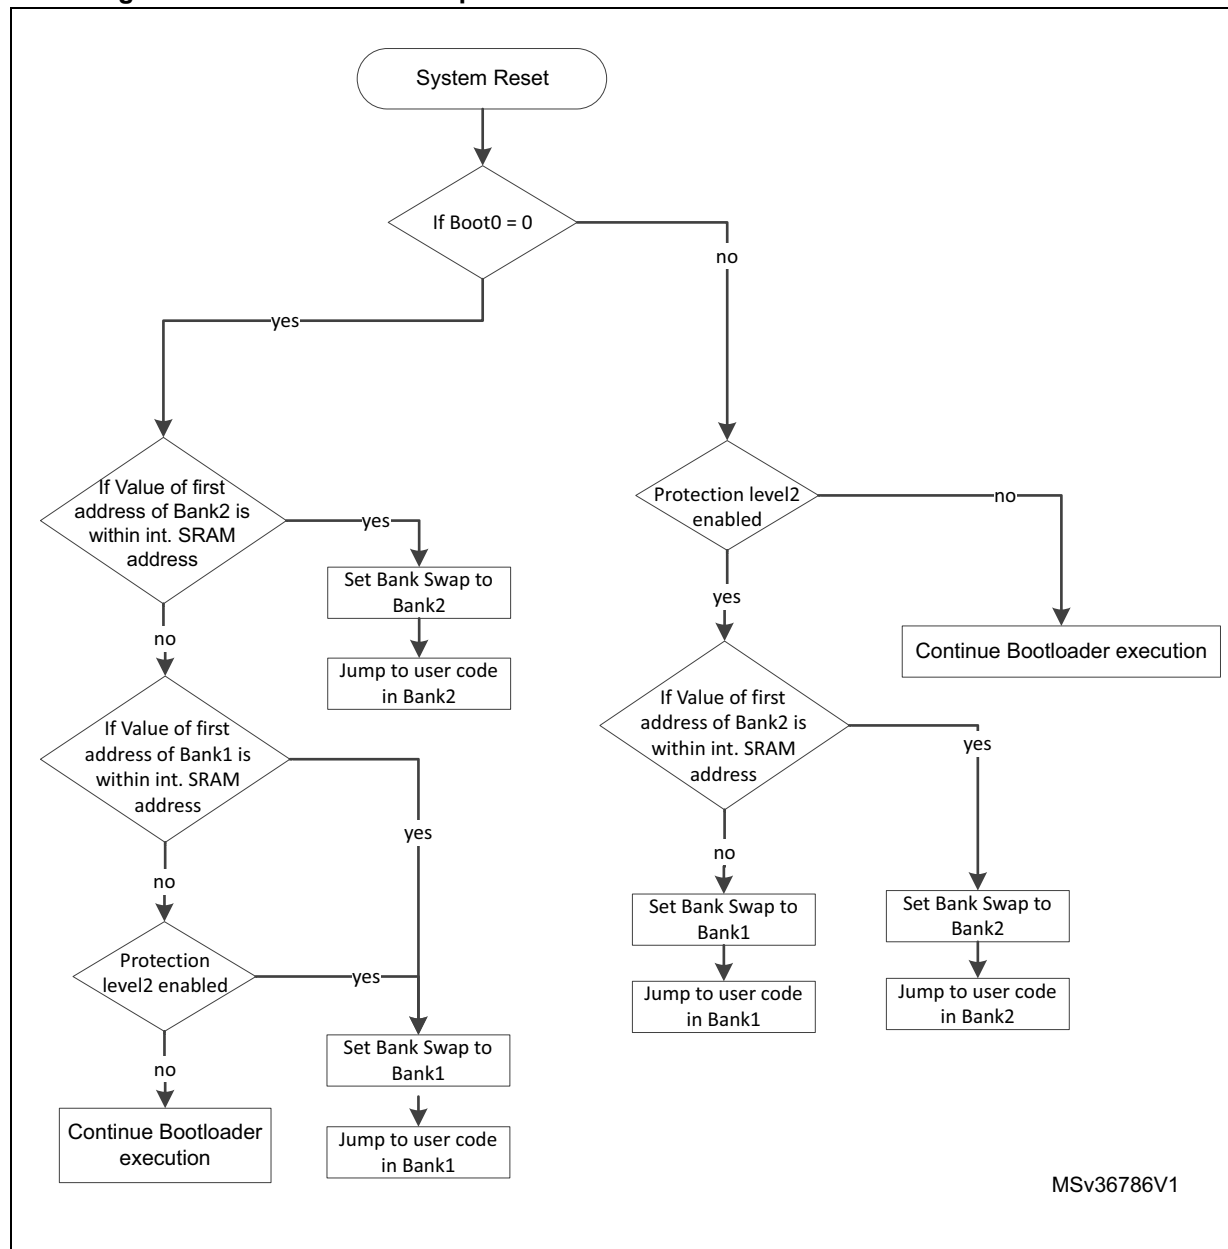 System Reset
If Boot0 = 0
no
yes
If Value of first
address of Bank2 is
within int. SRAM
address
yes
Set Bank Swap to
Bank2
Jump to user code
in Bank2
no
If Value of first
address of Bank1 is
within int. SRAM
address
yes
no
Protection
level2 enabled
yes
no
Set Bank Swap to
Bank1
Jump to user code
in Bank1
Continue Bootloader
execution
Protection level2
enabled
no
Continue Bootloader execution
yes
If Value of first
address of Bank2 is
within int. SRAM
address
yes
no
Set Bank Swap to
Bank1
Jump to user code
in Bank1
Set Bank Swap to
Bank2
Jump to user code
in Bank2
MSv36786V1